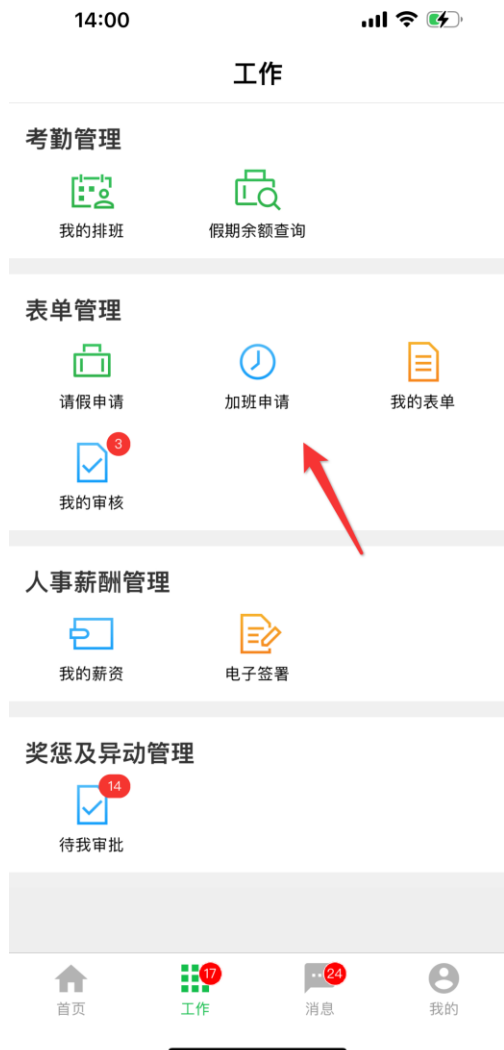 14:00
工作
考勤管理
我的排班 假期余额查询
表单管理
请假申请 加班申请 我的表单
3
我的审核
人事薪酬管理
我的薪资 电子签署
奖惩及异动管理
14
待我审批
17 24
首页 工作 消息 我的